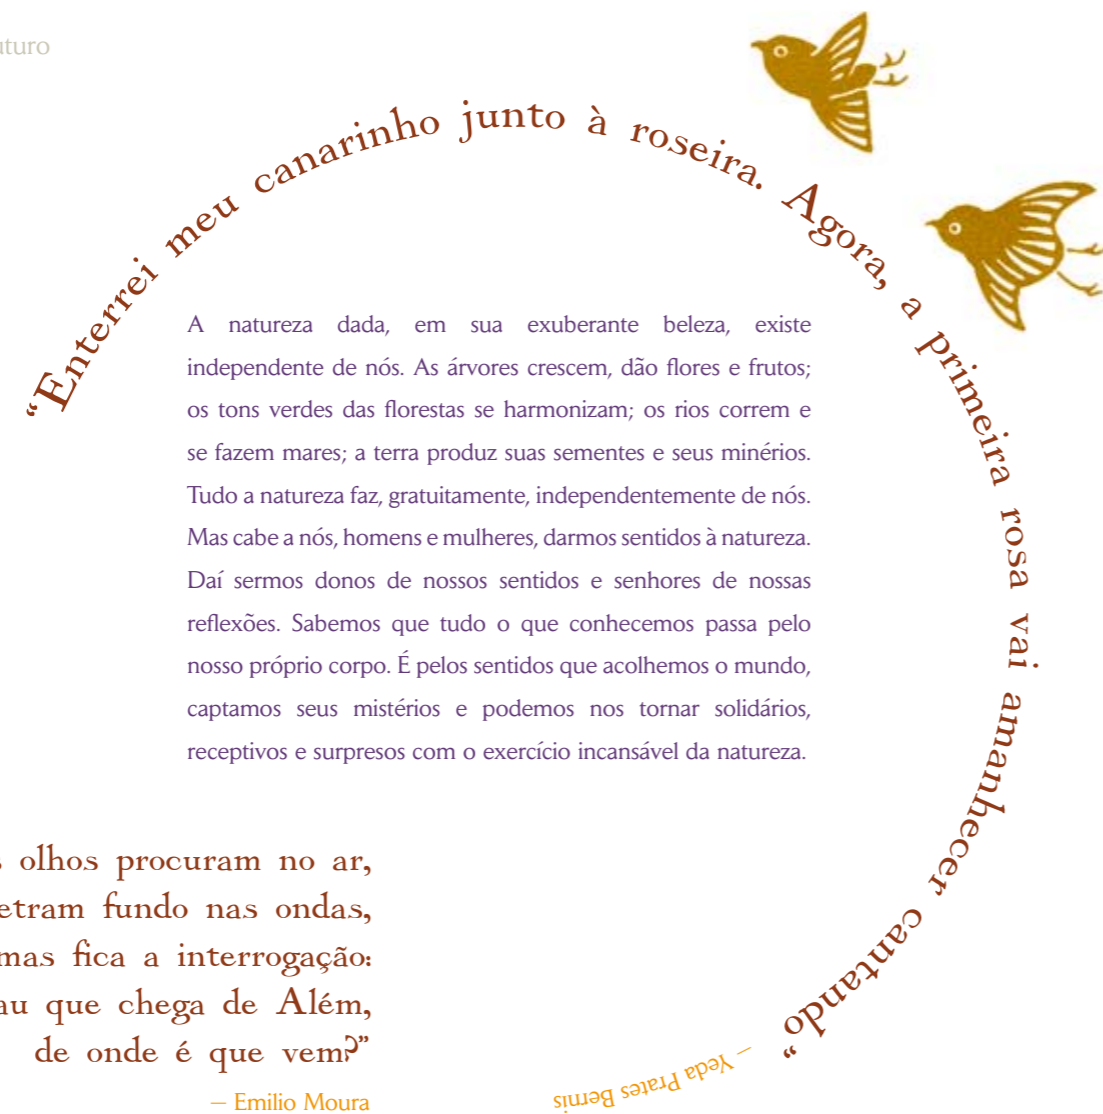 “Enterrei meu canarinho junto à roseira. Agora, a primeira rosa vai amanhecer cantando”
– Yeda Prates Bernis
A natureza dada, em sua exuberante beleza, existe
independente de nós. As árvores crescem, dão flores e frutos;
os tons verdes das florestas se harmonizam; os rios correm e
se fazem mares; a terra produz suas sementes e seus minérios.
Tudo a natureza faz, gratuitamente, independentemente de nós.
Mas cabe a nós, homens e mulheres, darmos sentidos à natureza.
Daí sermos donos de nossos sentidos e senhores de nossas
reflexões. Sabemos que tudo o que conhecemos passa pelo
nosso próprio corpo. É pelos sentidos que acolhemos o mundo,
captamos seus mistérios e podemos nos tornar solidários,
receptivos e surpresos com o exercício incansável da natureza.
olhos procuram no ar,
fundo nas ondas,
mas fica a interrogação:
que chega de Além,
de onde é que vem?”
– Emilio Moura